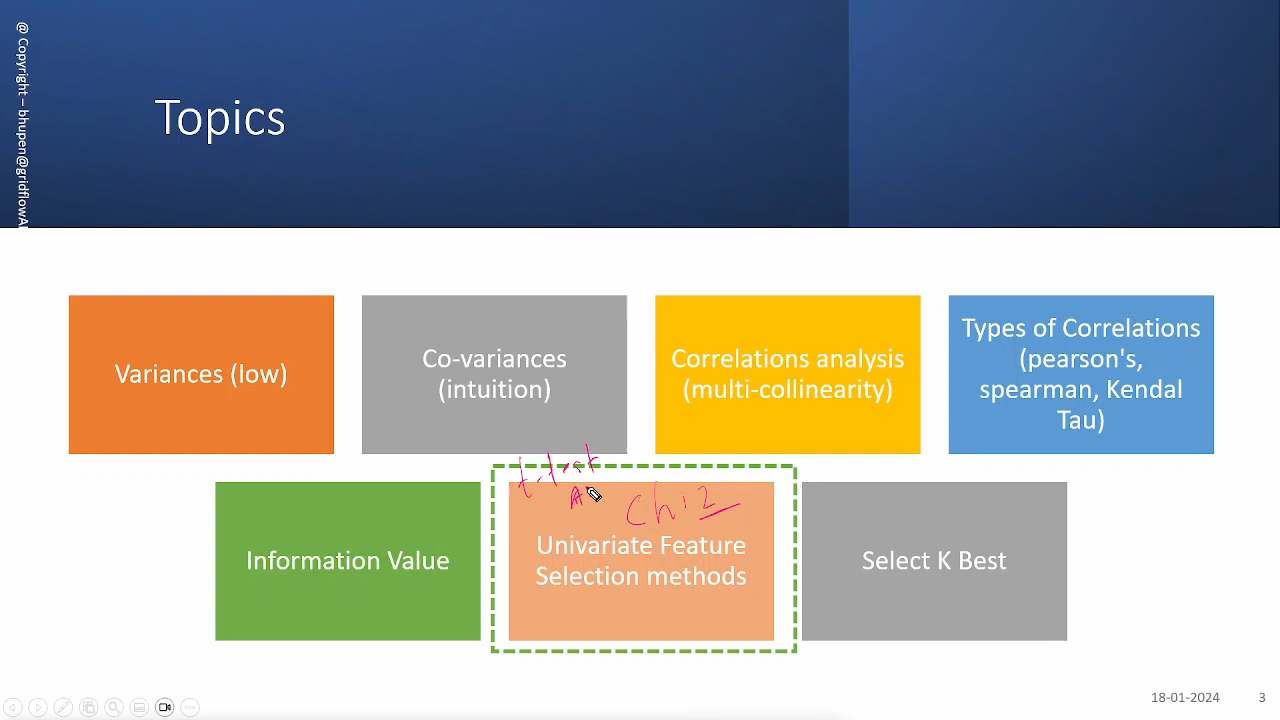 @ Copyright – bhupen@gridflowAI
Topics
Variances (low)
Co-variances
(intuition)
Correlations analysis
(multi-collinearity)
Types of Correlations
(pearson's,
spearman, Kendal
Tau)
Information Value
t-test
A
Chi2
Univariate Feature
Selection methods
Select K Best
18-01-2024
3